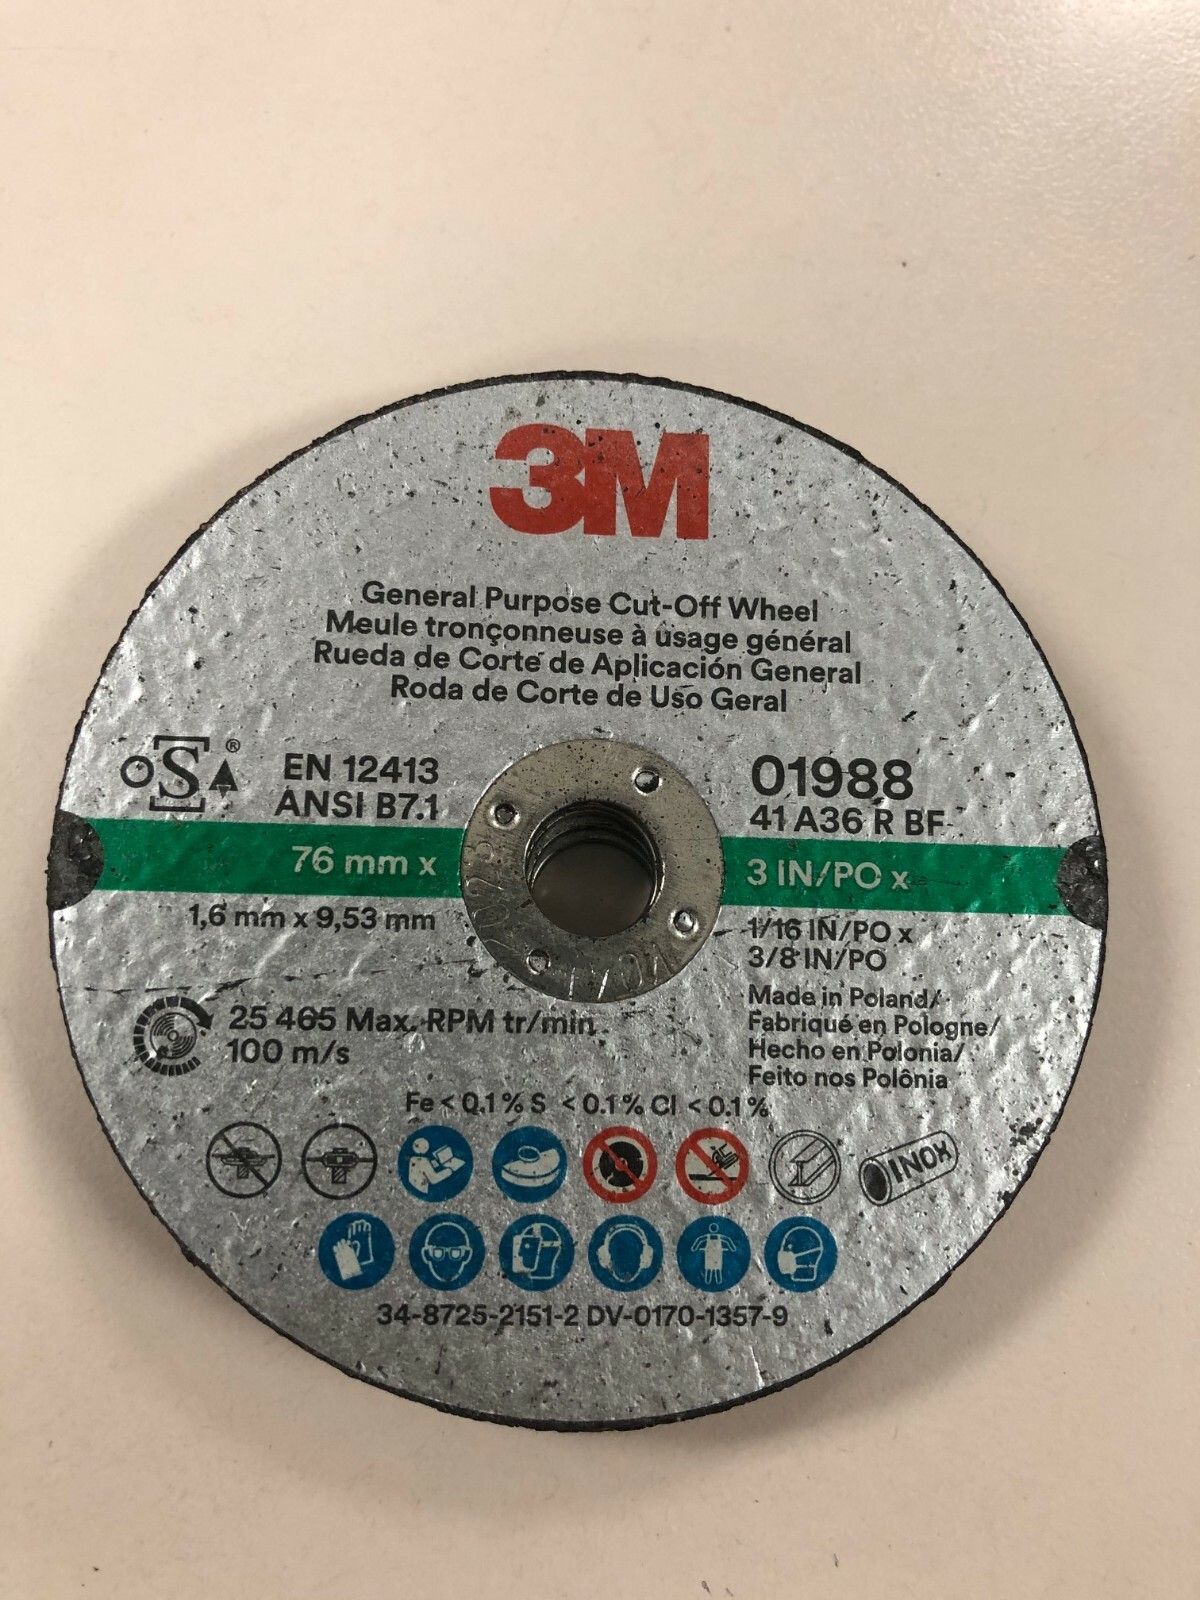 3M
General Purpose Cut-Off Wheel
Meule tronçonneuse à usage général
Rueda de Corte de Aplicación General
Roda de Corte de Uso Geral
oSA ®
EN 12413
ANSI B7.1
01988
41 A36 R BF
76 mm x
3 IN/PO x
1,6 mm x 9,53 mm
1/16 IN/PO x
3/8 IN/PO
25 465 Max. RPM tr/min
100 m/s
Made in Poland/
Fabriqué en Pologne/
Hecho en Polonia/
Feito nos Polônia
Fe < 0.1 % S < 0.1 % Cl < 0.1 %
INOX
34-8725-2151-2 DV-0170-1357-9